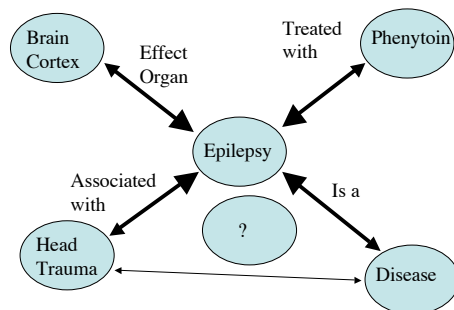 Brain
Cortex
Effect
Organ
Treated
with
Phenytoin
Epilepsy
Associated
with
Is a
?
Head
Trauma
Disease